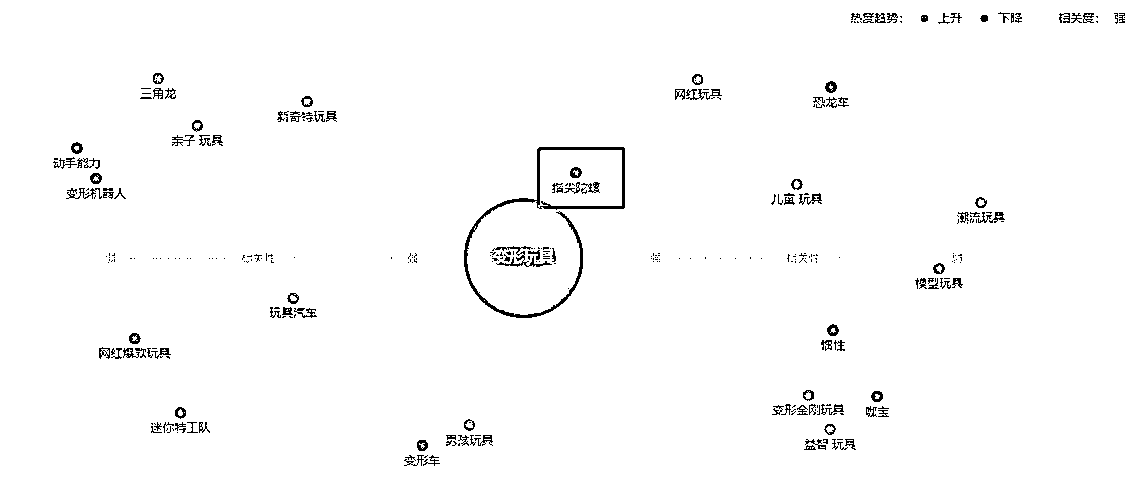 热度趋势： 上升 下降 相关度： 强
三角龙
网红玩具
恐龙车
新奇特玩具
亲子 玩具
动手能力
变形机器人
指尖陀螺
儿童 玩具
潮流玩具
变形玩具
弱 相关性 强
强 相关性 弱
模型玩具
玩具汽车
惯性
网红爆款玩具
变形金刚玩具
咖宝
迷你特工队
男孩玩具
益智 玩具
变形车